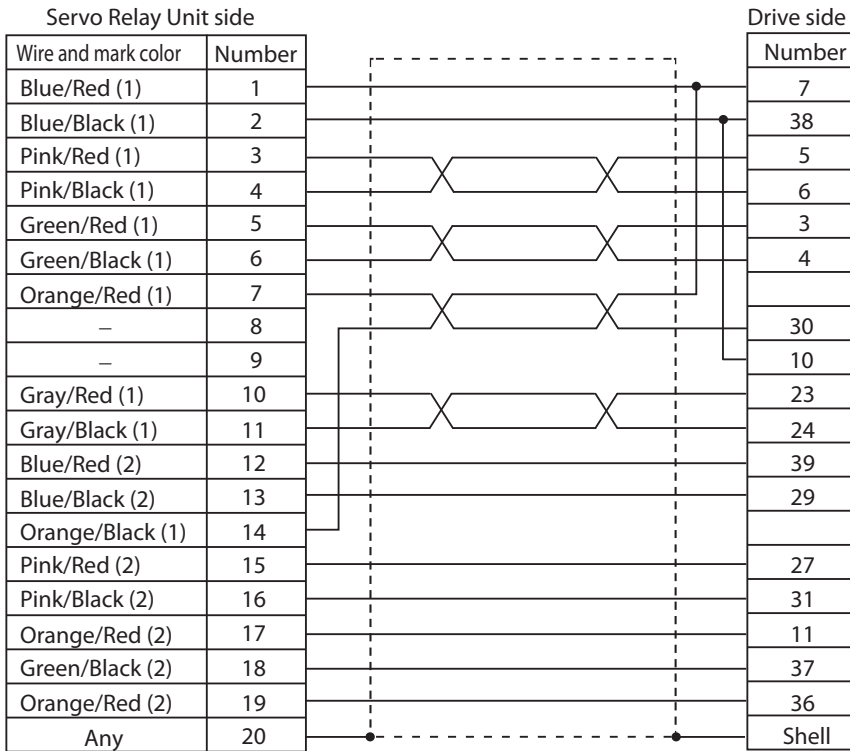 Servo Relay Unit side Drive side
Wire and mark color Number Number
Blue/Red (1) 1 7
Blue/Black (1) 2 38
Pink/Red (1) 3 5
Pink/Black (1) 4 6
Green/Red (1) 5 3
Green/Black (1) 6 4
Orange/Red (1) 7
– 8 30
– 9 10
Gray/Red (1) 10 23
Gray/Black (1) 11 24
Blue/Red (2) 12 39
Blue/Black (2) 13 29
Orange/Black (1) 14
Pink/Red (2) 15 27
Pink/Black (2) 16 31
Orange/Red (2) 17 11
Green/Black (2) 18 37
Orange/Red (2) 19 36
Any 20 Shell